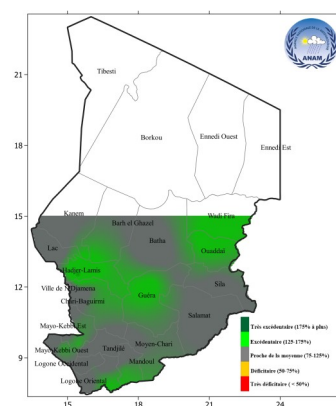 ANAM
21
18
15
12
9
15
18
21
24
Tibesti
Borkou
Ennedi Ouest
Ennedi Est
Kanem
Barh el Ghazel
Wadi Fira
Lac
Batha
Ouaddaï
Hadjer-Lamis
Ville de N'Djamena
Guéra
Sila
Chari-Baguirmi
Salamat
Mayo-Kebbi Est
Mayo-Kebbi Ouest
Tandjilé
Moyen-Chari
Logone Occidental
Mandoul
Logone Oriental
Très excédentaire (175% à plus)
Excédentaire (125-175%)
Proche de la moyenne (75-125%)
Déficitaire (50-75%)
Très déficitaire (< 50%)